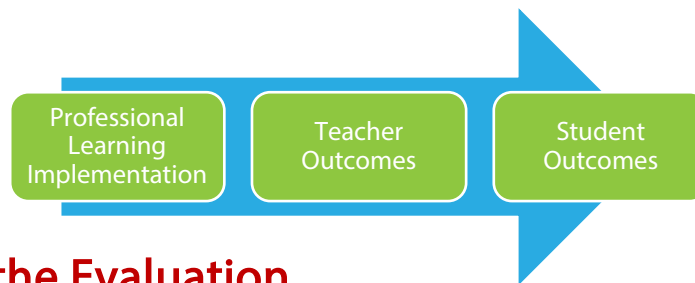 Professional
Learning
Implementation
Teacher
Outcomes
Student
Outcomes
the Evaluation